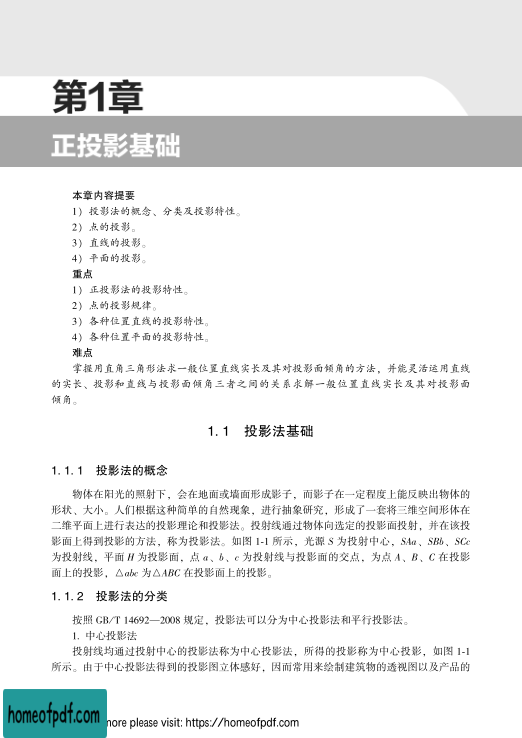 第1章
正投影基础
本章内容提要
1）投影法的概念、分类及投影特性。
2）点的投影。
3）直线的投影。
4）平面的投影。
重点
1）正投影法的投影特性。
2）点的投影规律。
3）各种位置直线的投影特性。
4）各种位置平面的投影特性。
难点
掌握用直角三角形法求一般位置直线实长及其对投影面倾角的方法，并能灵活运用直线
的实长、投影和直线与投影面倾角三者之间的关系求解一般位置直线实长及其对投影面
倾角。
1.1 投影法基础
1.1.1 投影法的概念
物体在阳光的照射下，会在地面或墙面形成影子，而影子在一定程度上能反映出物体的
形状、大小。人们根据这种简单的自然现象，进行抽象研究，形成了一套将三维空间形体在
二维平面上进行表达的投影理论和投影法。投射线通过物体向选定的投影面投射，并在该投
影面上得到投影的方法，称为投影法。如图 1-1 所示，光源 S 为投射中心，SAa、SBb、SCc
为投射线，平面 H 为投影面，点 a、b、c 为投射线与投影面的交点，为点 A、B、C 在投影
面上的投影，△abc 为△ABC 在投影面上的投影。
1.1.2 投影法的分类
按照 GB/T 14692—2008 规定，投影法可以分为中心投影法和平行投影法。
1. 中心投影法
投射线均通过投射中心的投影法称为中心投影法，所得的投影称为中心投影，如图 1-1
所示。由于中心投影法得到的投影图立体感好，因而常用来绘制建筑物的透视图以及产品的
homeofpdf.com
more please visit: https://homeofpdf.com